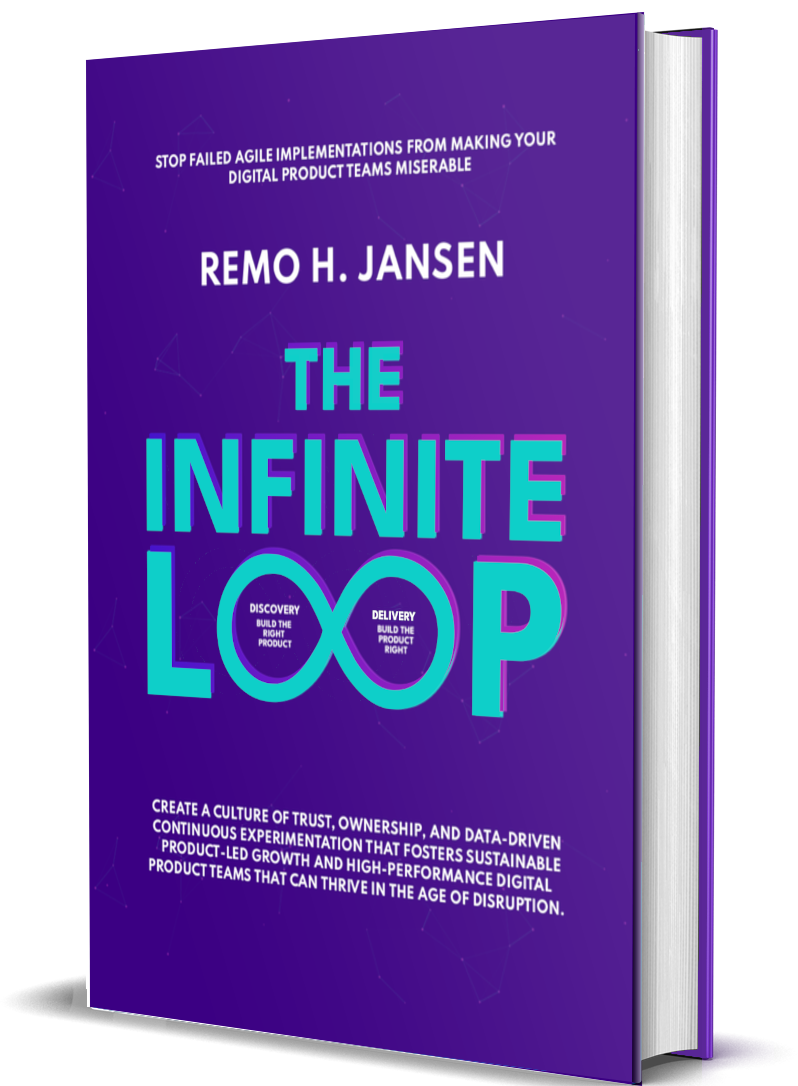 STOP FAILED AGILE IMPLEMENTATIONS FROM MAKING YOUR
DIGITAL PRODUCT TEAMS MISERABLE
REMO H. JANSEN
THE
INFINITE
LOOP
DISCOVERY
BUILD THE
RIGHT
PRODUCT
DELIVERY
BUILD THE
PRODUCT
RIGHT
CREATE A CULTURE OF TRUST, OWNERSHIP, AND DATA-DRIVEN
CONTINUOUS EXPERIMENTATION THAT FOSTERS SUSTAINABLE
PRODUCT-LED GROWTH AND HIGH-PERFORMANCE DIGITAL
PRODUCT TEAMS THAT CAN THRIVE IN THE AGE OF DISRUPTION.